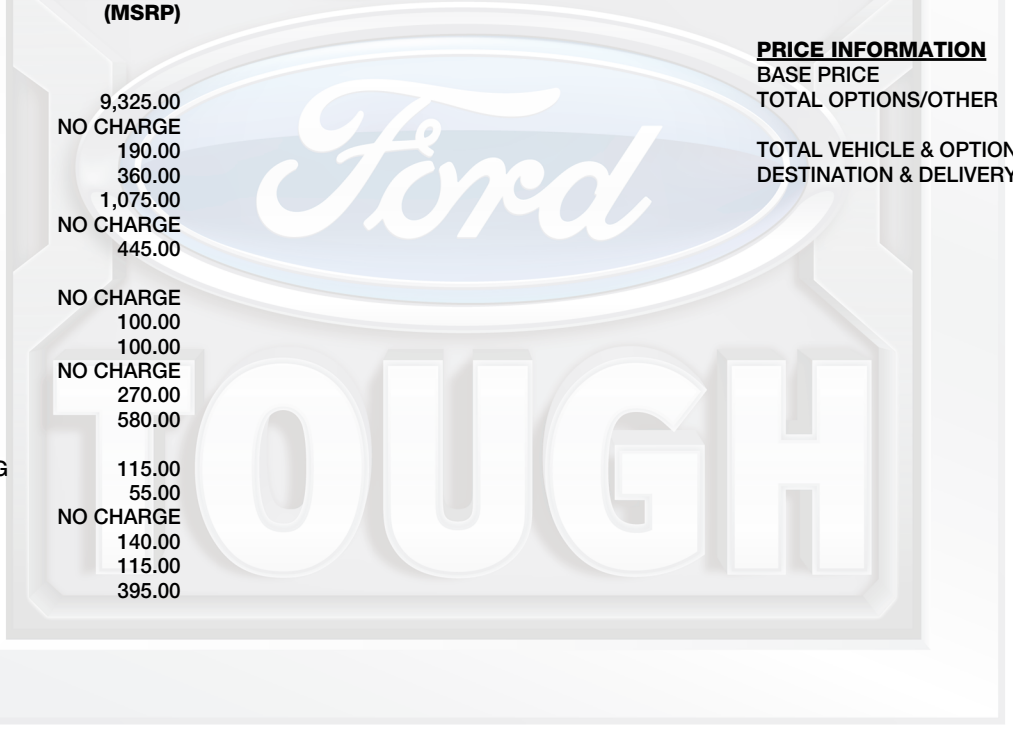 (MSRP)
9,325.00
NO CHARGE
190.00
360.00
1,075.00
NO CHARGE
445.00
NO CHARGE
100.00
100.00
NO CHARGE
270.00
580.00
G 115.00
55.00
NO CHARGE
140.00
115.00
395.00
PRICE INFORMATION
BASE PRICE
TOTAL OPTIONS/OTHER
TOTAL VEHICLE & OPTION
DESTINATION & DELIVERY
Ford
TOUGH